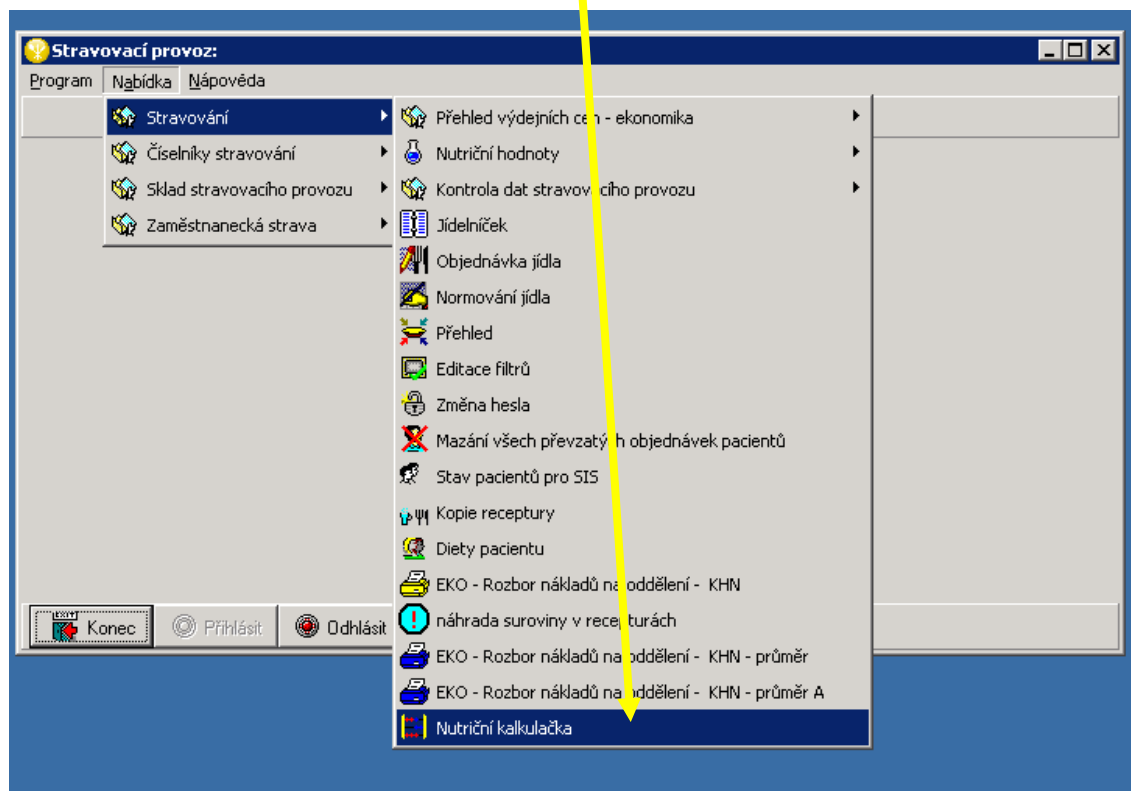 Stravovací provoz:
Program Nabídka Nápověda
Stravování
Číselníky stravování
Sklad stravovacího provozu
Zaměstnanecká strava
Přehled výdejních cen - ekonomika
Nutriční hodnoty
Kontrola dat stravovacího provozu
Jídelníček
Objednávka jídla
Normování jídla
Přehled
Editace filtrů
Změna hesla
Mazání všech převzatých objednávek pacientů
Stav pacientů pro SIS
Kopie receptury
Diety pacientu
EKO - Rozbor nákladů na oddělení - KHN
náhrada suroviny v recepturách
EKO - Rozbor nákladů na oddělení - KHN - průměr
EKO - Rozbor nákladů na oddělení - KHN - průměr A
Nutriční kalkulačka
EXIT Konec Přihlásit Odhlásit